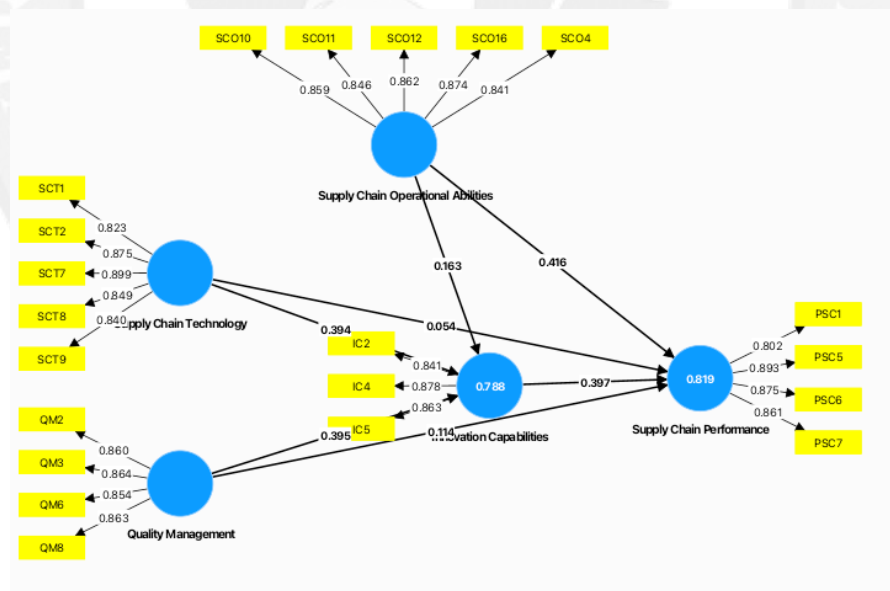 SCO10 SCO11 SCO12 SCO16 SCO4
0.859 0.846 0.862 0.874 0.841
Supply Chain Operational Abilities
SCT1
SCT2
SCT7
SCT8
SCT9
0.823
0.875
0.899
0.849
0.840
pply Chain Technology
0.163
0.416
0.394
0.054
IC2
IC4
IC5
0.841
0.878
0.863
0.788
0.397
0.395
0.114
vation Capabilities
0.819
Supply Chain Performance
PSC1
PSC5
PSC6
PSC7
0.802
0.893
0.875
0.861
QM2
QM3
QM6
QM8
0.860
0.864
0.854
0.863
Quality Management